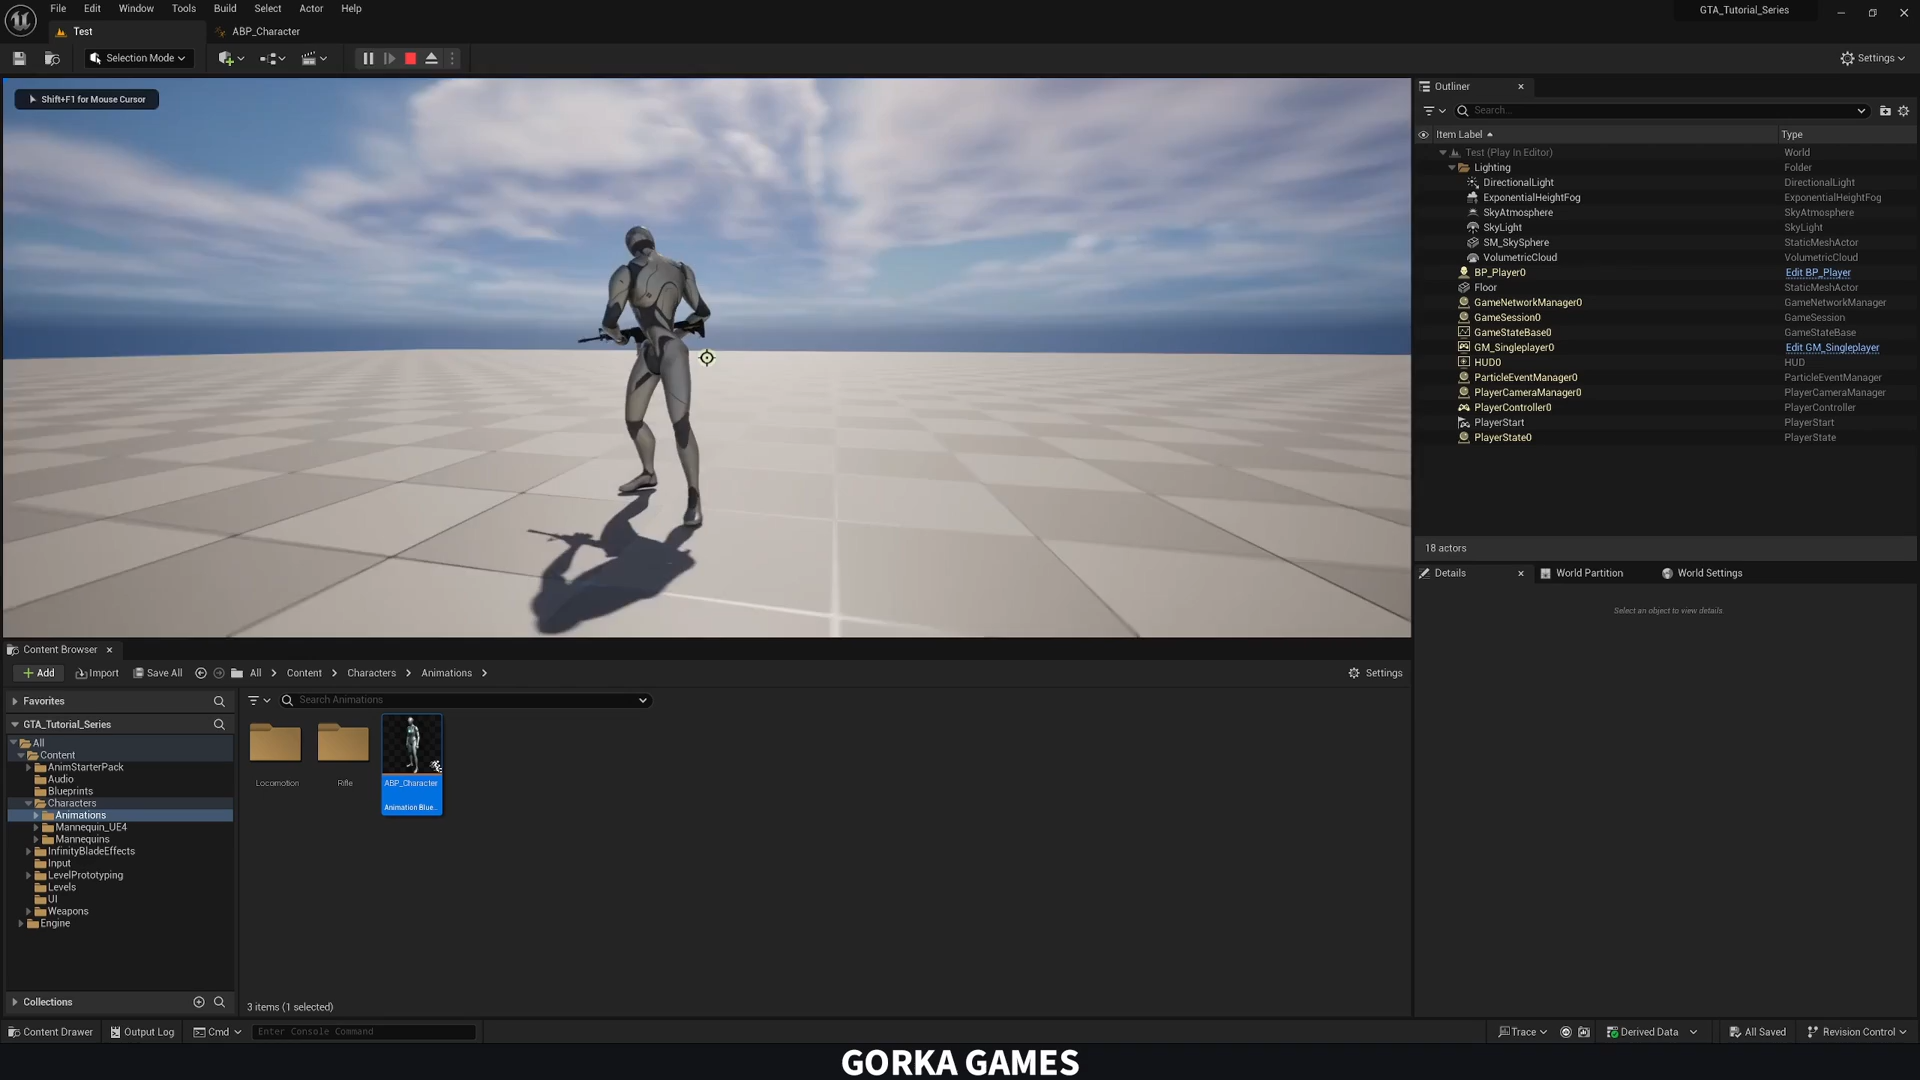 File Edit Window Tools Build Select Actor Help
GTA_Tutorial_Series
Test
ABP_Character
Selection Mode
Settings
Shift+F1 for Mouse Cursor
Outliner
Search...
Item Label
Type
Test (Play In Editor)
World
Lighting
Folder
DirectionalLight
DirectionalLight
ExponentialHeightFog
ExponentialHeightFog
SkyAtmosphere
SkyAtmosphere
SkyLight
SkyLight
SM_SkySphere
StaticMeshActor
VolumetricCloud
VolumetricCloud
BP_Player0
Edit BP_Player
Floor
StaticMeshActor
GameNetworkManager0
GameNetworkManager
GameSession0
GameSession
GameStateBase0
GameStateBase
GM_Singleplayer0
Edit GM_Singleplayer
HUD0
HUD
ParticleEventManager0
ParticleEventManager
PlayerCameraManager0
PlayerCameraManager
PlayerController0
PlayerController
PlayerStart
PlayerStart
PlayerState0
PlayerState
18 actors
Details
World Partition
World Settings
Select an object to view details.
Content Browser
Add
Import
Save All
All
Content
Characters
Animations
Settings
Favorites
Search Animations
GTA_Tutorial_Series
All
Content
AnimStarterPack
Audio
Blueprints
Characters
Animations
Mannequin_UE4
Mannequins
InfinityBladeEffects
Input
LevelPrototyping
Levels
UI
Weapons
Engine
Locomotion
Rifle
ABP_Character
Animation Blue...
Collections
3 items (1 selected)
Content Drawer
Output Log
Cmd
Enter Console Command
Trace
Derived Data
All Saved
Revision Control
GORKA GAMES